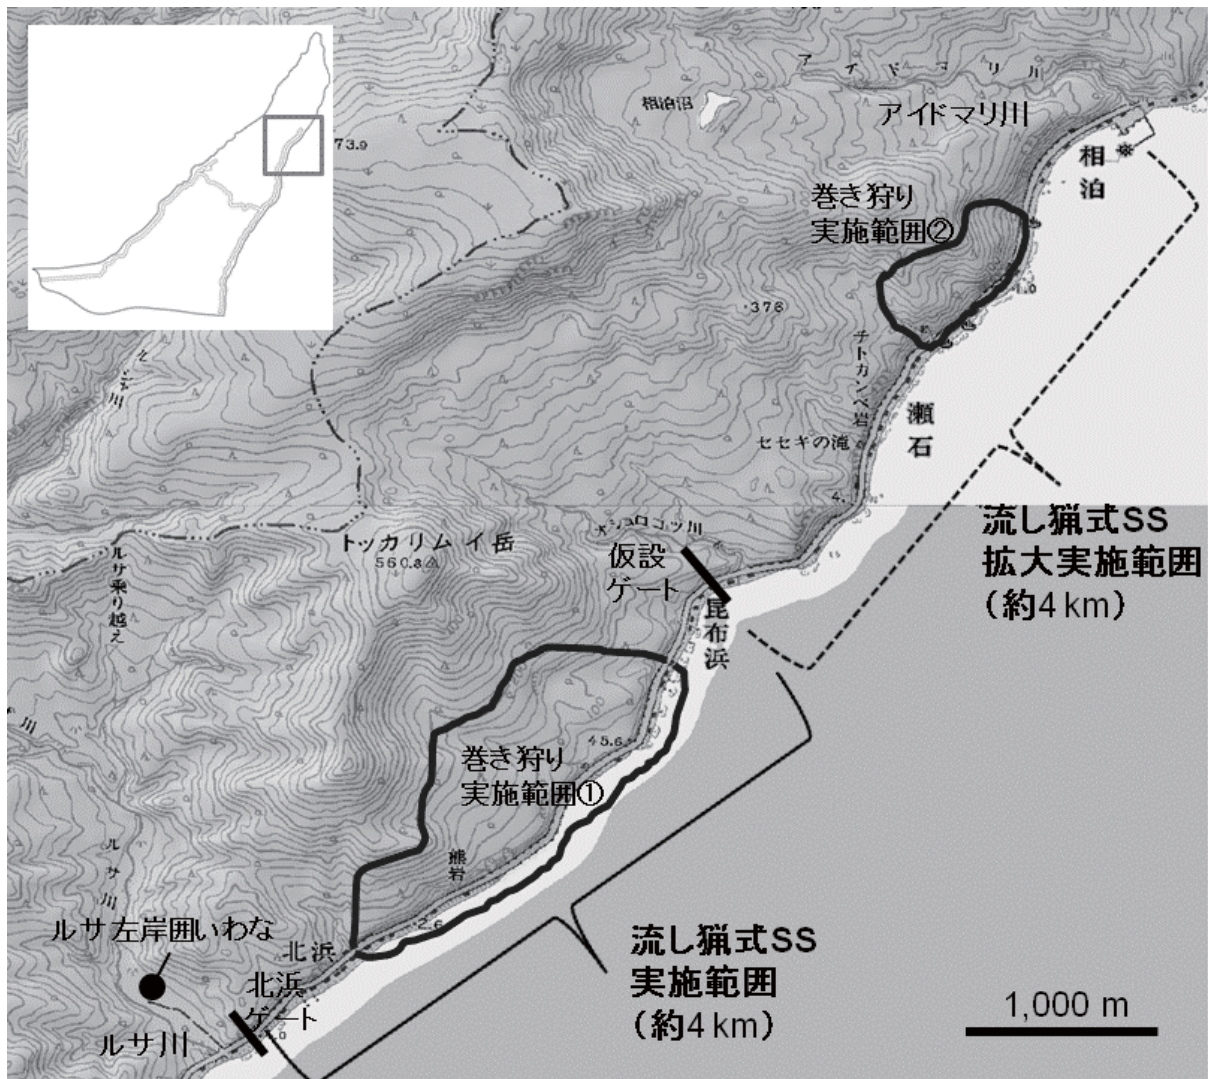 アイドマリ川
相泊沼
アイドマリ川
73.9
相泊
巻き狩り
実施範囲②
・376
チトカンベ岩
瀬石
セセキの滝
流し猟式SS
拡大実施範囲
（約4 km）
トッカリムイ岳
560.8
仮設
ゲート
昆布浜
ルサ乗り越え
45.6
巻き狩り
実施範囲①
熊岩
ルサ川
2.6
ルサ左岸囲いわな
北浜
北浜
ゲート
ルサ川
流し猟式SS
実施範囲
（約4 km）
1,000 m